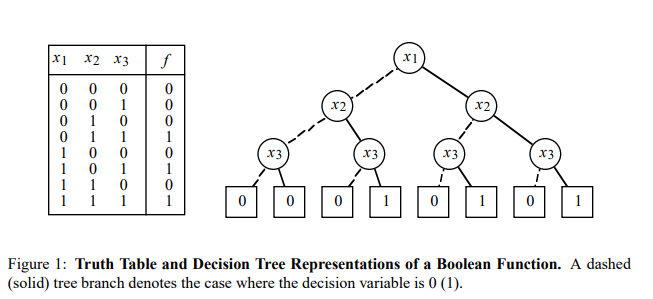 x1 x2 x3 f
0 0 0 0
0 0 1 0
0 1 0 0
0 1 1 1
1 0 0 0
1 0 1 1
1 1 0 0
1 1 1 1
x1
x2 x2
x3 x3 x3 x3
0 0 0 1 0 1 0 1
Figure 1: Truth Table and Decision Tree Representations of a Boolean Function. A dashed
(solid) tree branch denotes the case where the decision variable is 0 (1).